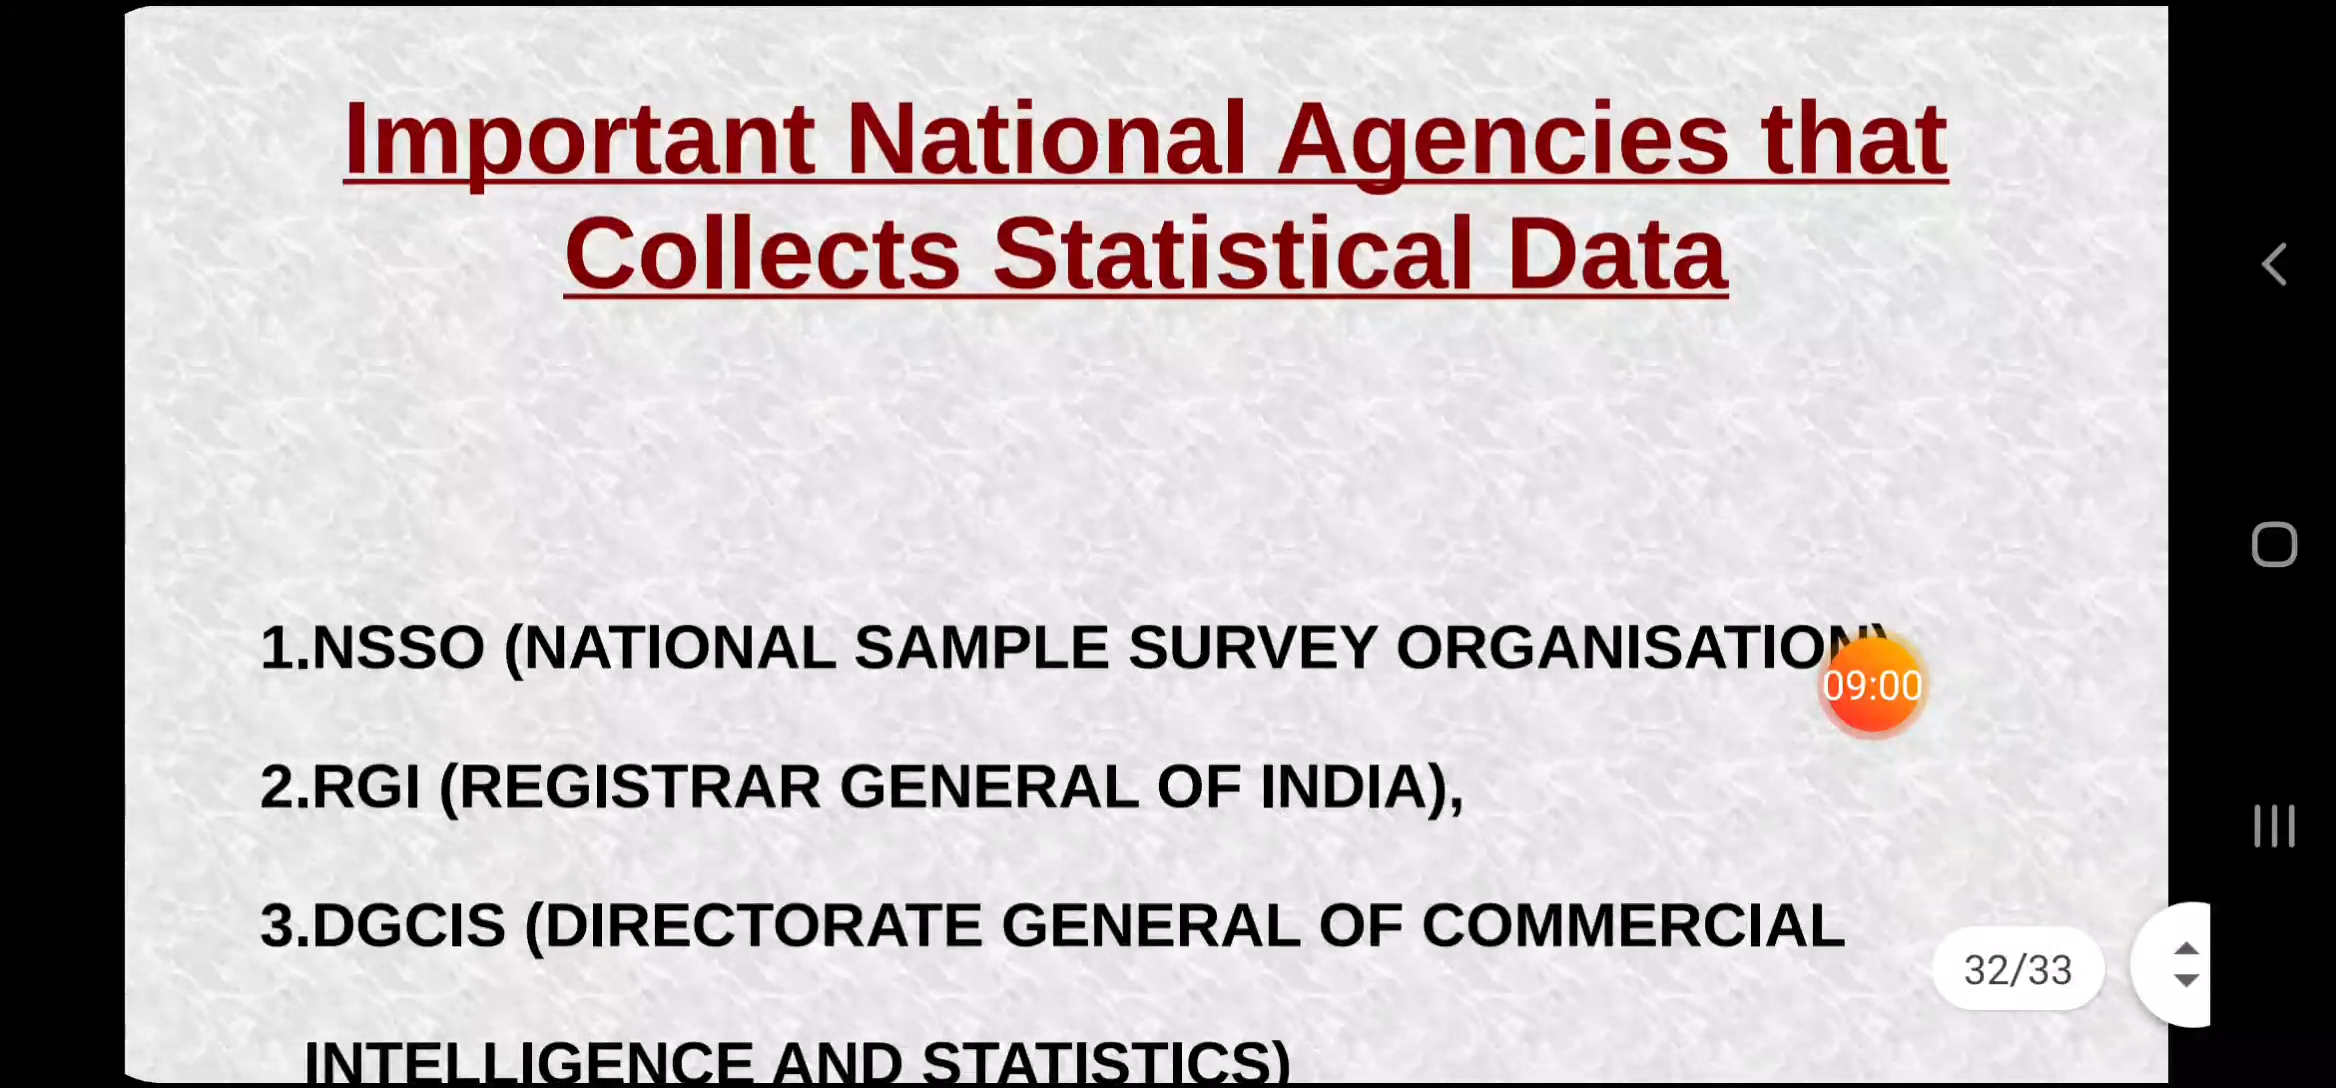 Important National Agencies that
Collects Statistical Data
1.NSSO (NATIONAL SAMPLE SURVEY ORGANISATION)
09:00
2.RGI (REGISTRAR GENERAL OF INDIA),
3.DGCIS (DIRECTORATE GENERAL OF COMMERCIAL
32/33
INTELLIGENCE AND STATISTICS)